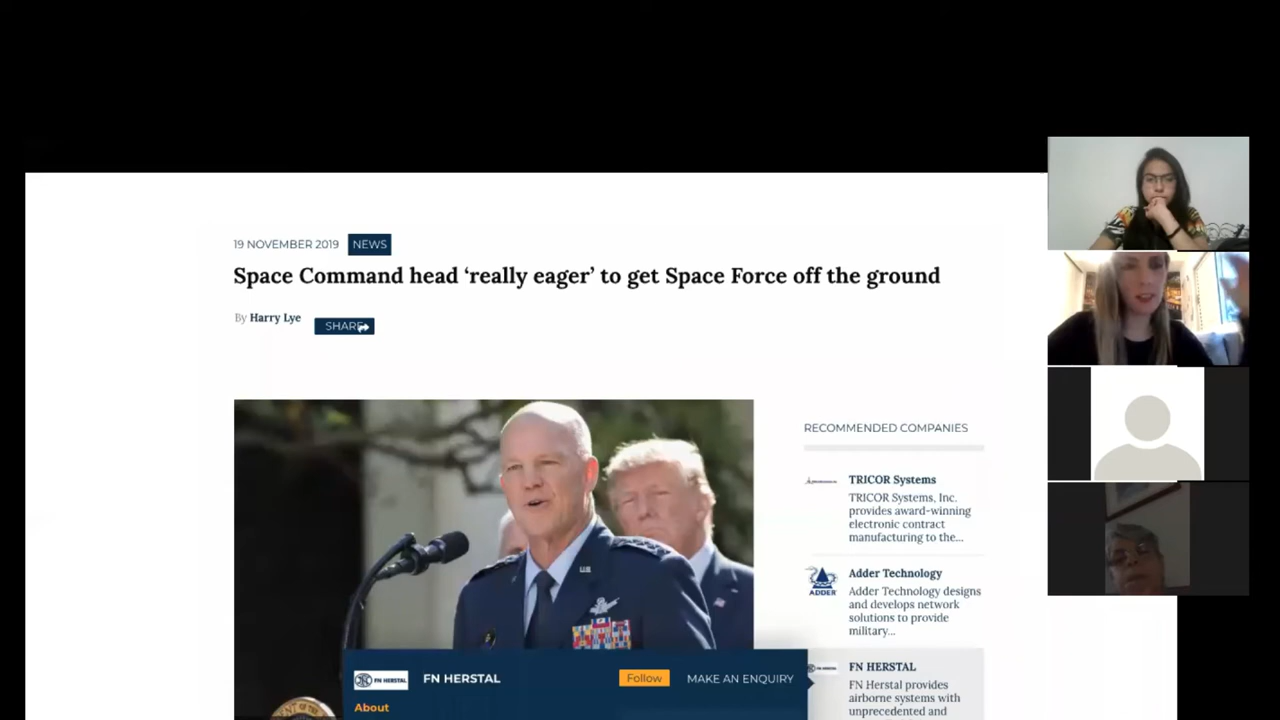 19 NOVEMBER 2019 NEWS
Space Command head ‘really eager’ to get Space Force off the ground
By Harry Lye
SHARE
RECOMMENDED COMPANIES
TRICOR Systems
TRICOR Systems, Inc.
provides award-winning
electronic contract
manufacturing to the...
ADDER
Adder Technology
Adder Technology designs
and develops network
solutions to provide
military...
FN HERSTAL
FN Herstal provides
airborne systems with
unprecedented and
FN HERSTAL
FN HERSTAL
Follow
MAKE AN ENQUIRY
About